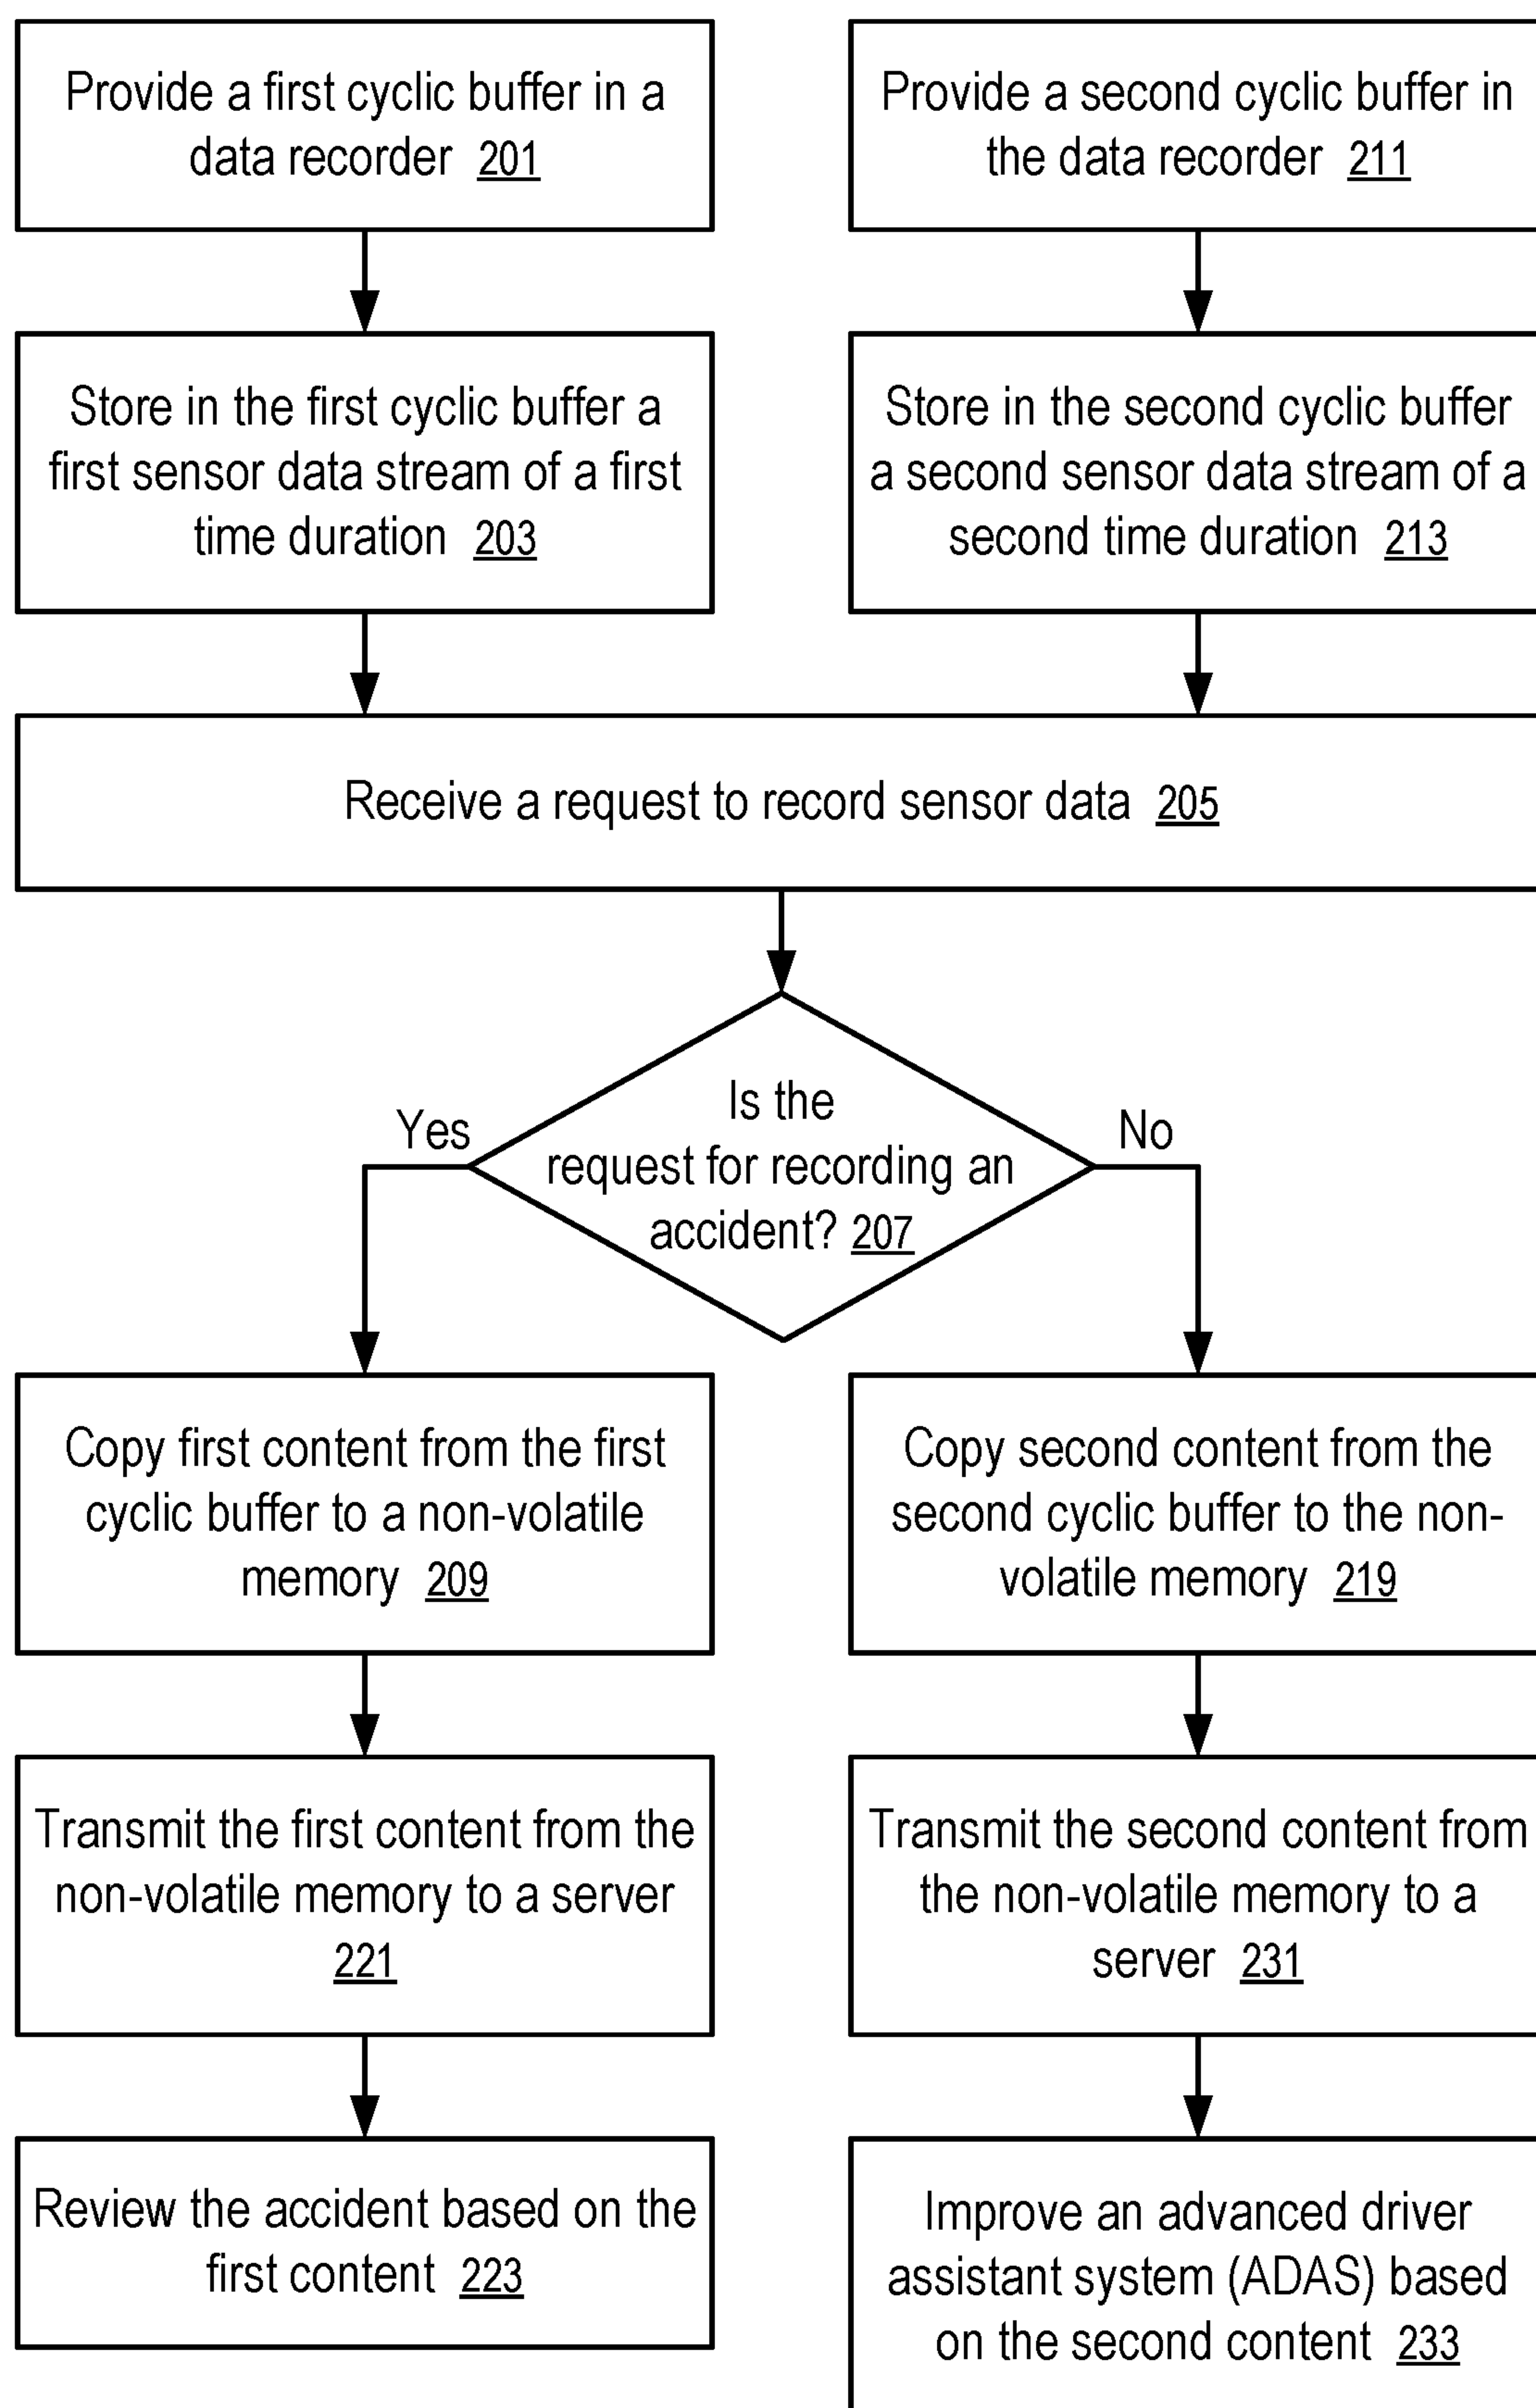 Provide a first cyclic buffer in a
data recorder 201
Provide a second cyclic buffer in
the data recorder 211
Store in the first cyclic buffer a
first sensor data stream of a first
time duration 203
Store in the second cyclic buffer
a second sensor data stream of a
second time duration 213
Receive a request to record sensor data 205
Is the
request for recording an
accident? 207
Yes
No
Copy first content from the first
cyclic buffer to a non-volatile
memory 209
Copy second content from the
second cyclic buffer to the non-
volatile memory 219
Transmit the first content from the
non-volatile memory to a server
221
Transmit the second content from
the non-volatile memory to a
server 231
Review the accident based on the
first content 223
Improve an advanced driver
assistant system (ADAS) based
on the second content 233